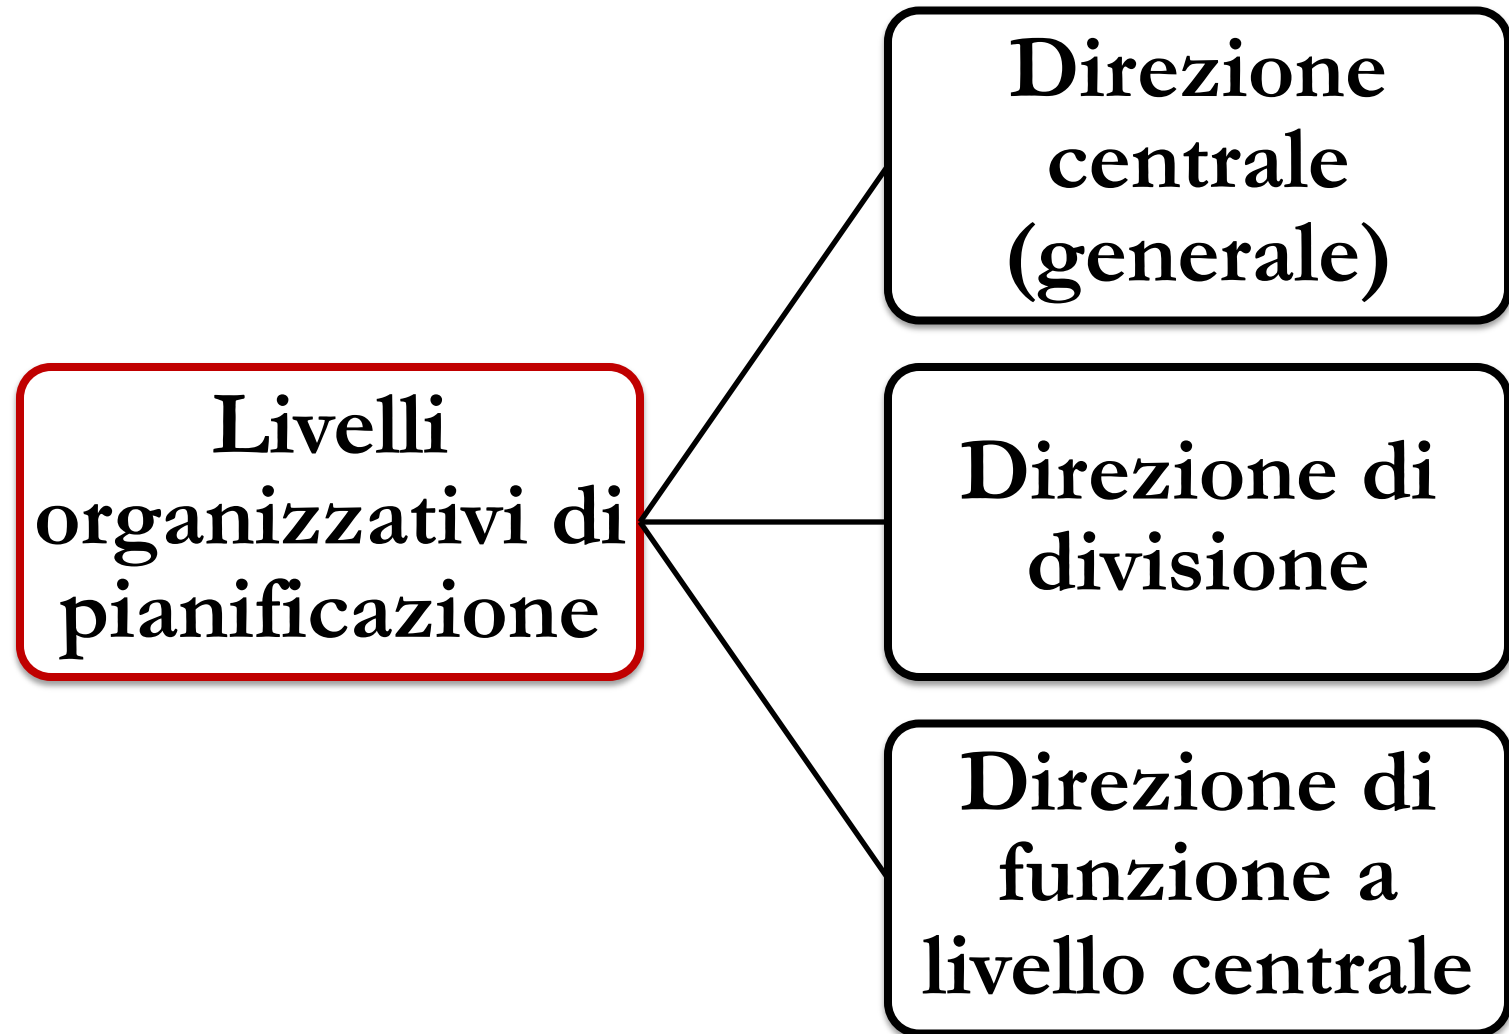 Livelli
organizzativi di
pianificazione
Direzione
centrale
(generale)
Direzione di
divisione
Direzione di
funzione a
livello centrale